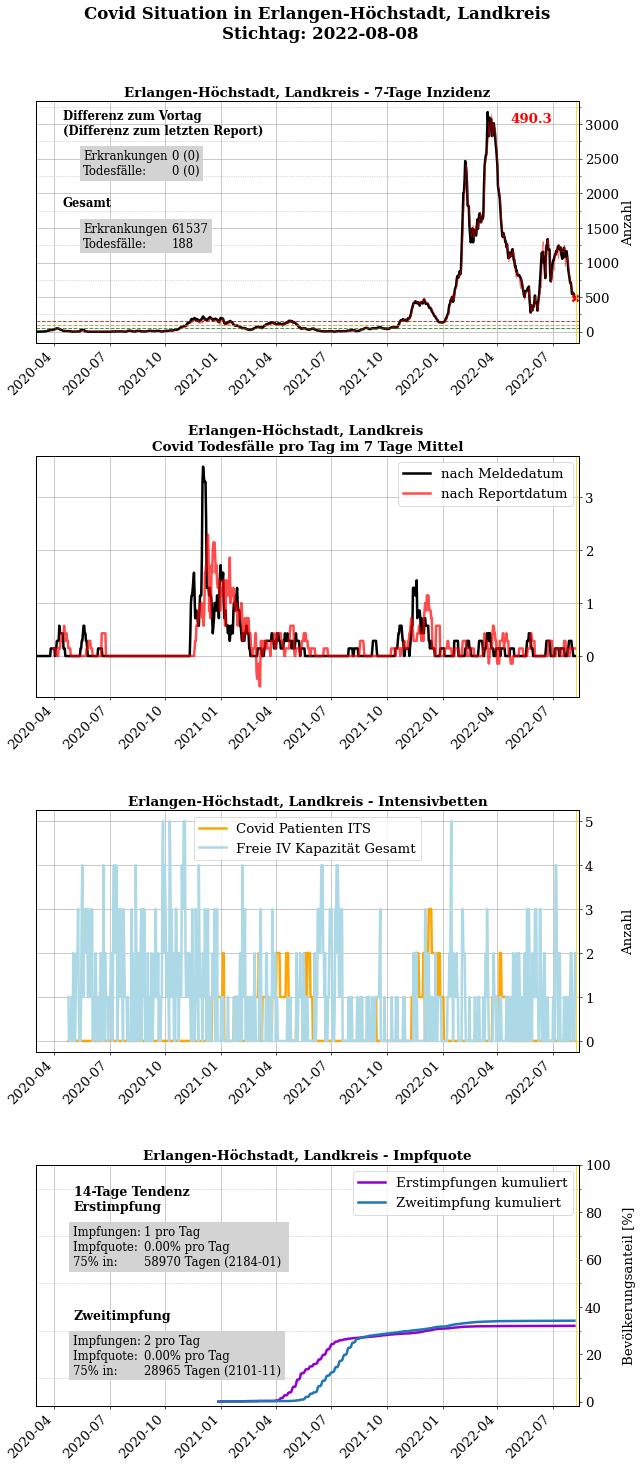 Covid Situation in Erlangen-Höchstadt, Landkreis
Stichtag: 2022-08-08
Erlangen-Höchstadt, Landkreis - 7-Tage Inzidenz
Differenz zum Vortag
(Differenz zum letzten Report)
Erkrankungen 0 (0)
Todesfälle: 0 (0)
Gesamt
Erkrankungen 61537
Todesfälle: 188
490.3
3000
2500
2000
1500
1000
500
0
Anzahl
2020-04 2020-07 2020-10 2021-01 2021-04 2021-07 2021-10 2022-01 2022-04 2022-07
Erlangen-Höchstadt, Landkreis
Covid Todesfälle pro Tag im 7 Tage Mittel
nach Meldedatum
nach Reportdatum
3
2
1
0
2020-04 2020-07 2020-10 2021-01 2021-04 2021-07 2021-10 2022-01 2022-04 2022-07
Erlangen-Höchstadt, Landkreis - Intensivbetten
Covid Patienten ITS
Freie IV Kapazität Gesamt
5
4
3
2
1
0
Anzahl
2020-04 2020-07 2020-10 2021-01 2021-04 2021-07 2021-10 2022-01 2022-04 2022-07
Erlangen-Höchstadt, Landkreis - Impfquote
14-Tage Tendenz
Erstimpfung
Impfungen: 1 pro Tag
Impfquote: 0.00% pro Tag
75% in: 58970 Tagen (2184-01)
Zweitimpfung
Impfungen: 2 pro Tag
Impfquote: 0.00% pro Tag
75% in: 28965 Tagen (2101-11)
Erstimpfungen kumuliert
Zweitimpfung kumuliert
100
80
60
40
20
0
Bevölkerungsanteil [%]
2020-04 2020-07 2020-10 2021-01 2021-04 2021-07 2021-10 2022-01 2022-04 2022-07